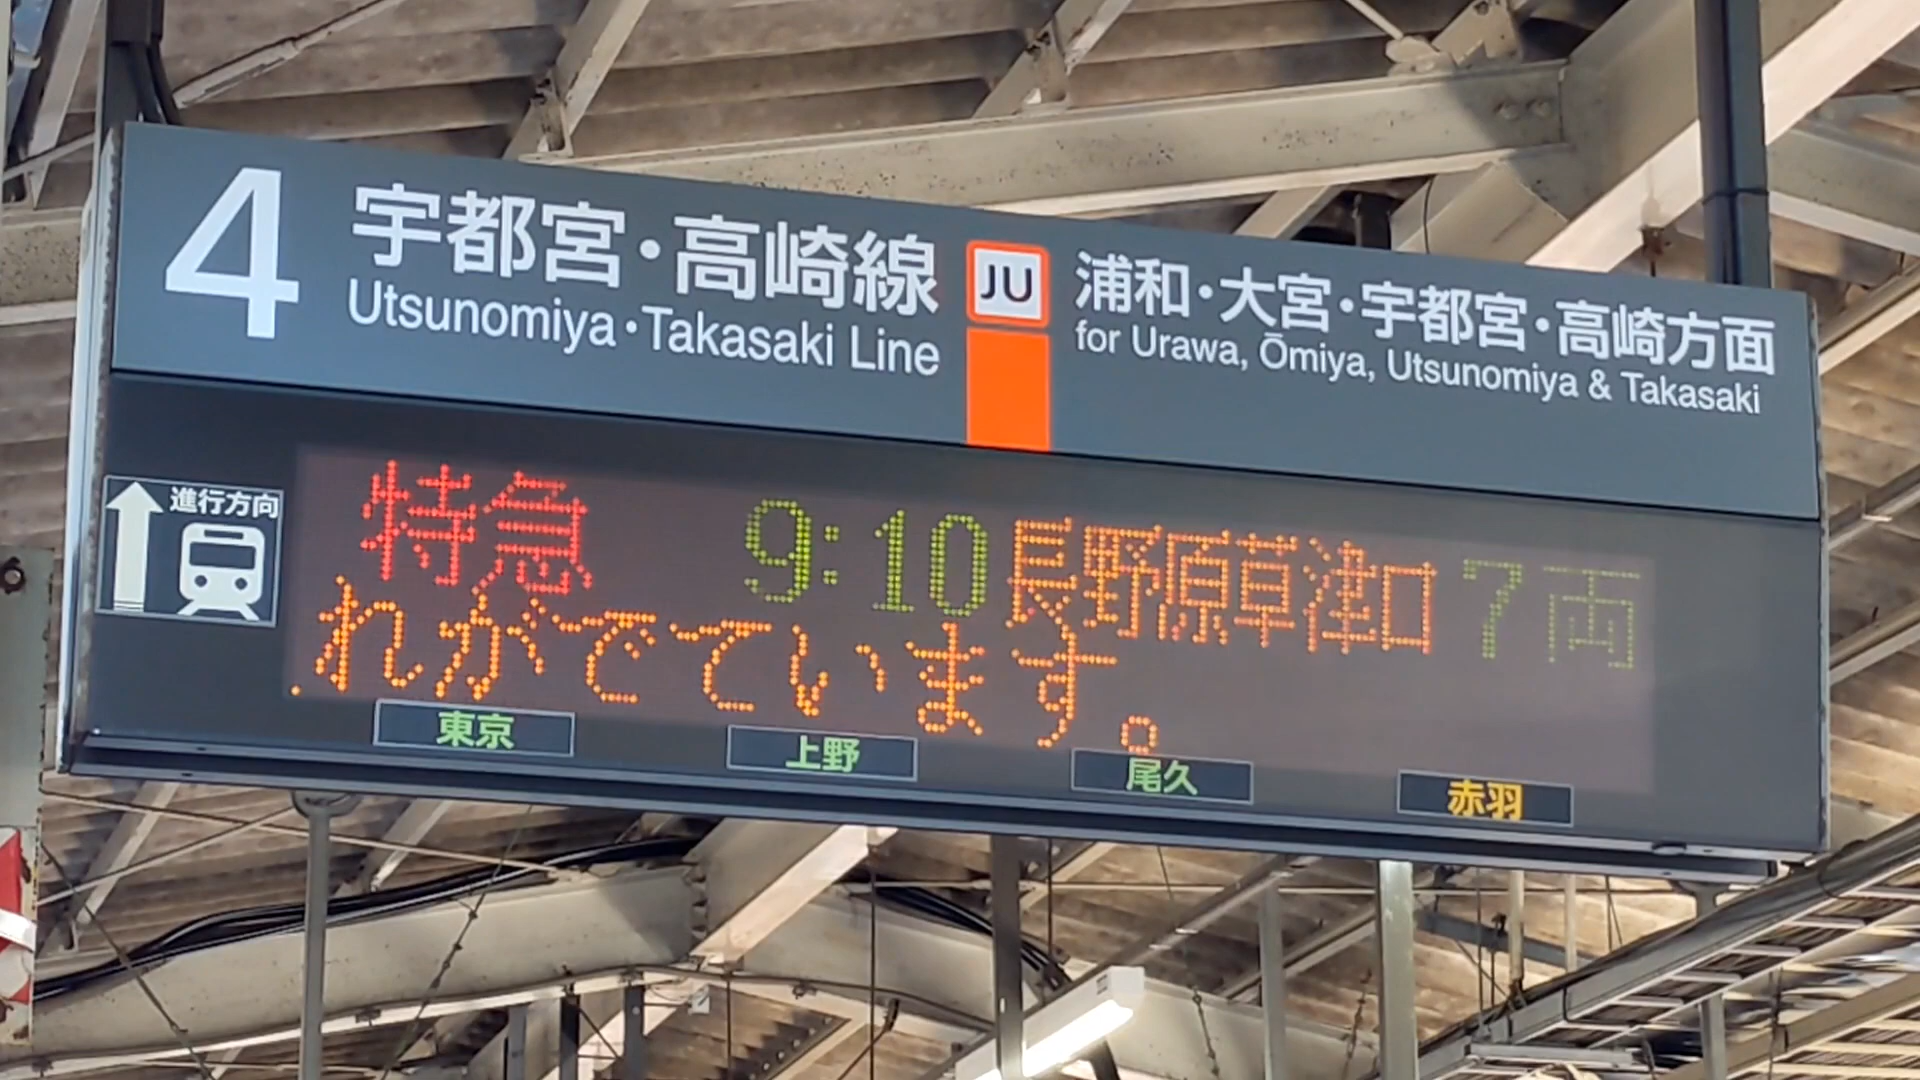 4 宇都宮・高崎線 JU 浦和・大宮・宇都宮・高崎方面
Utsunomiya・Takasaki Line for Urawa, Ōmiya, Utsunomiya & Takasaki
進行方向
特急 9:10 長野原草津口 7両
れがでています。
東京 上野 尾久 赤羽